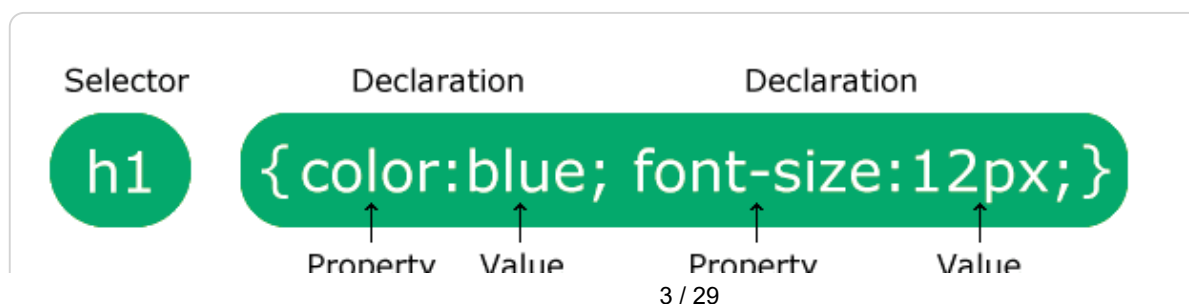 Selector Declaration Declaration
h1 {color:blue; font-size:12px;}
Property Value Property Value
3 / 29